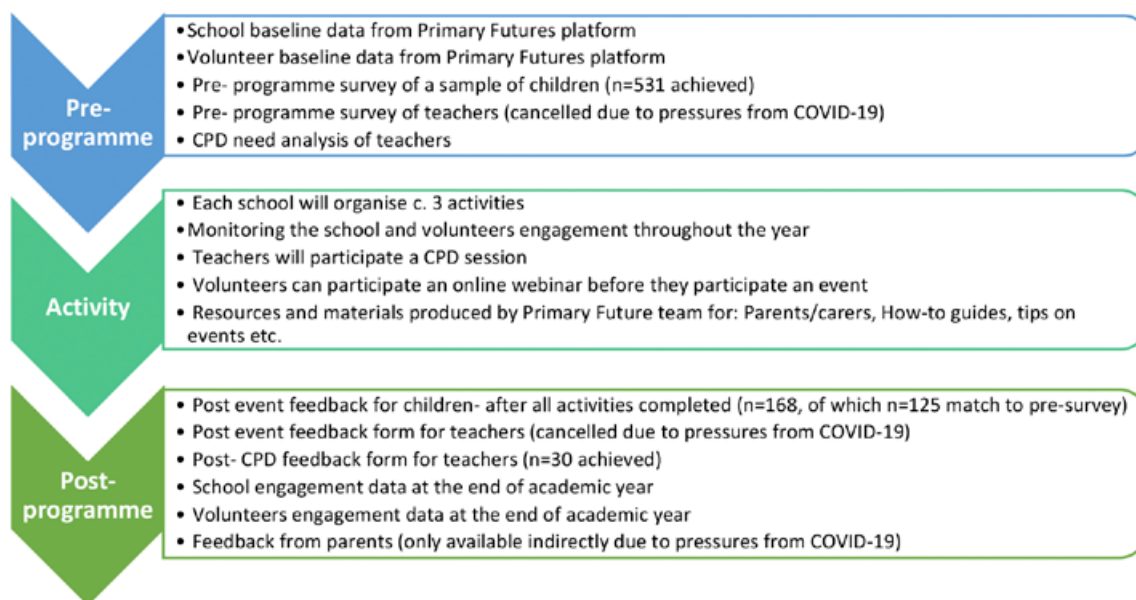 Pre-
programme
•School baseline data from Primary Futures platform
•Volunteer baseline data from Primary Futures platform
• Pre- programme survey of a sample of children (n=531 achieved)
• Pre- programme survey of teachers (cancelled due to pressures from COVID-19)
• CPD need analysis of teachers
Activity
• Each school will organise c. 3 activities
•Monitoring the school and volunteers engagement throughout the year
• Teachers will participate a CPD session
• Volunteers can participate an online webinar before they participate an event
• Resources and materials produced by Primary Future team for: Parents/carers, How-to guides, tips on
events etc.
Post-
programme
• Post event feedback for children- after all activities completed (n=168, of which n=125 match to pre-survey)
• Post event feedback form for teachers (cancelled due to pressures from COVID-19)
• Post- CPD feedback form for teachers (n=30 achieved)
• School engagement data at the end of academic year
• Volunteers engagement data at the end of academic year
• Feedback from parents (only available indirectly due to pressures from COVID-19)